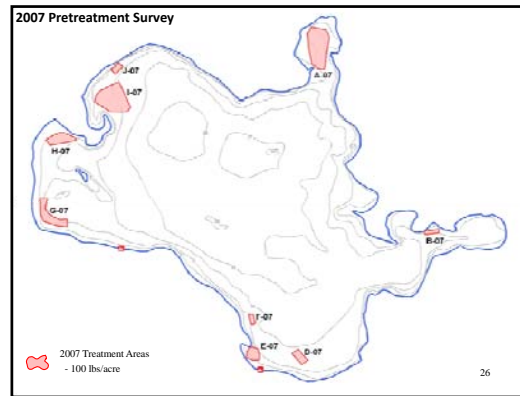 2007 Pretreatment Survey
J-07
A-07
I-07
H-07
G-07
B-07
F-07
E-07
D-07
2007 Treatment Areas
- 100 lbs/acre
26